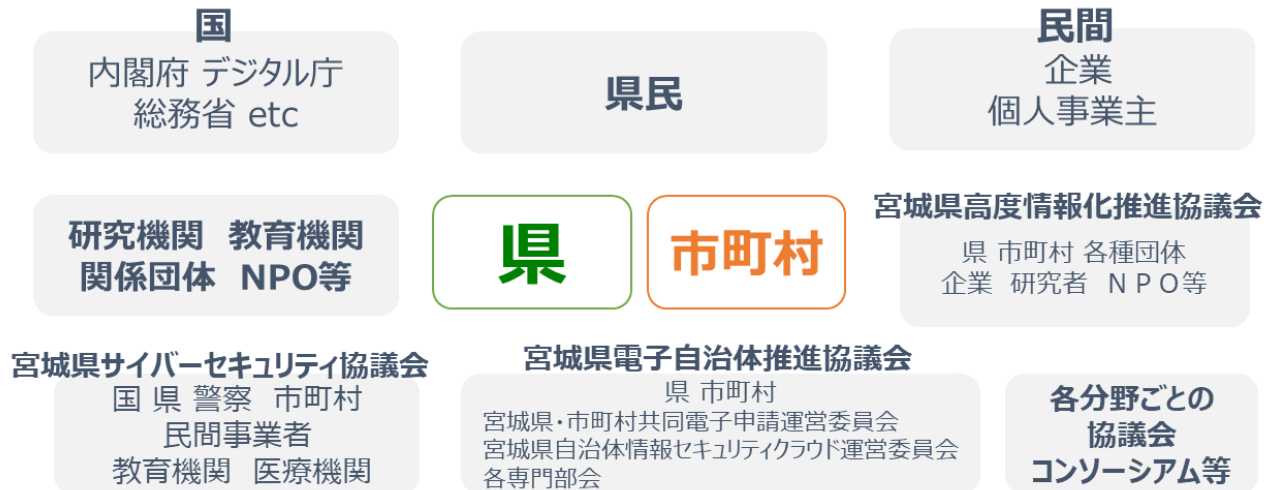 国
内閣府 デジタル庁
総務省 etc
県民
民間
企業
個人事業主
研究機関 教育機関
関係団体 NPO等
県
市町村
宮城県高度情報化推進協議会
県 市町村 各種団体
企業 研究者 ＮＰＯ等
宮城県サイバーセキュリティ協議会
国 県 警察 市町村
民間事業者
教育機関 医療機関
宮城県電子自治体推進協議会
県 市町村
宮城県・市町村共同電子申請運営委員会
宮城県自治体情報セキュリティクラウド運営委員会
各専門部会
各分野ごとの
協議会
コンソーシアム等